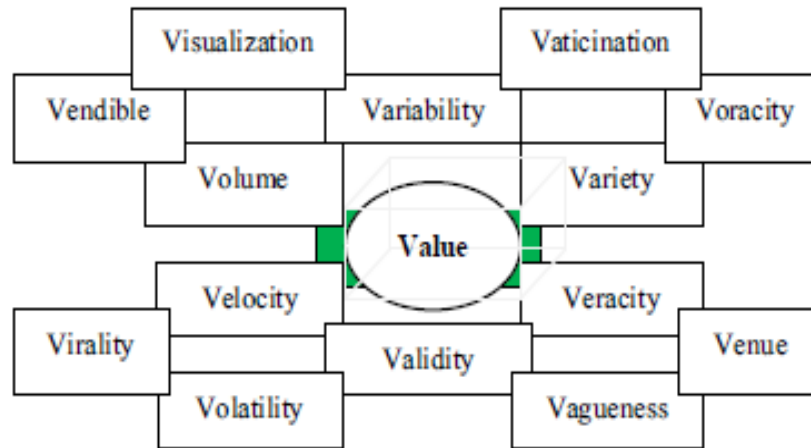 Visualization
Vaticination
Vendible
Variability
Voracity
Volume
Variety
Value
Velocity
Veracity
Virality
Validity
Venue
Volatility
Vagueness